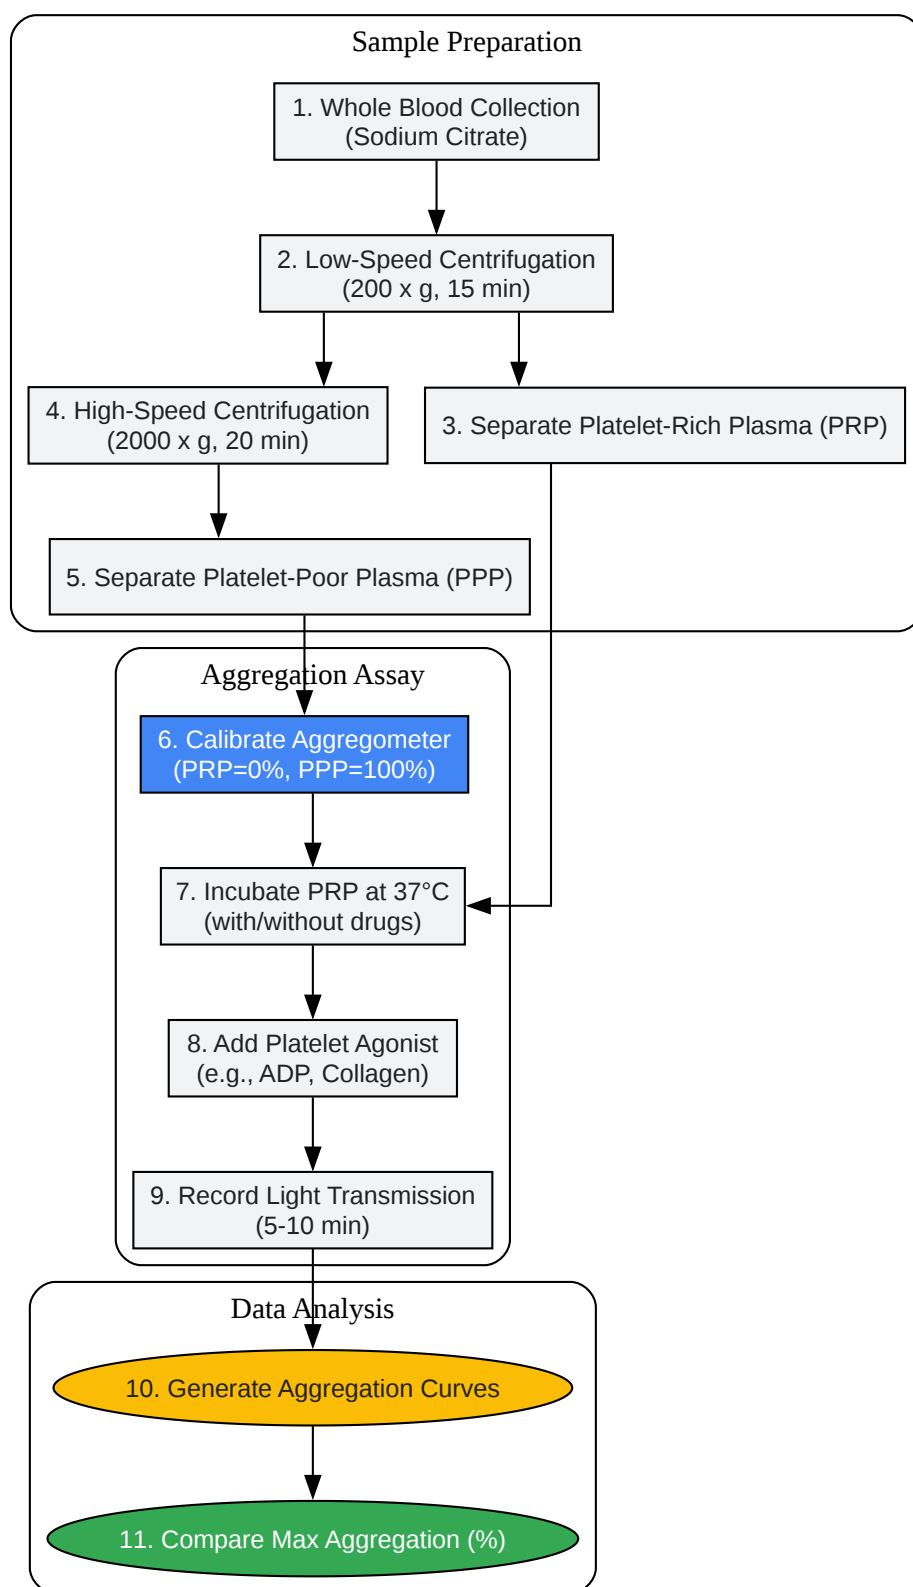 Sample Preparation
1. Whole Blood Collection
(Sodium Citrate)
2. Low-Speed Centrifugation
(200 x g, 15 min)
4. High-Speed Centrifugation
(2000 x g, 20 min)
3. Separate Platelet-Rich Plasma (PRP)
5. Separate Platelet-Poor Plasma (PPP)
Aggregation Assay
6. Calibrate Aggregometer
(PRP=0%, PPP=100%)
7. Incubate PRP at 37°C
(with/without drugs)
8. Add Platelet Agonist
(e.g., ADP, Collagen)
9. Record Light Transmission
(5-10 min)
Data Analysis
10. Generate Aggregation Curves
11. Compare Max Aggregation (%)